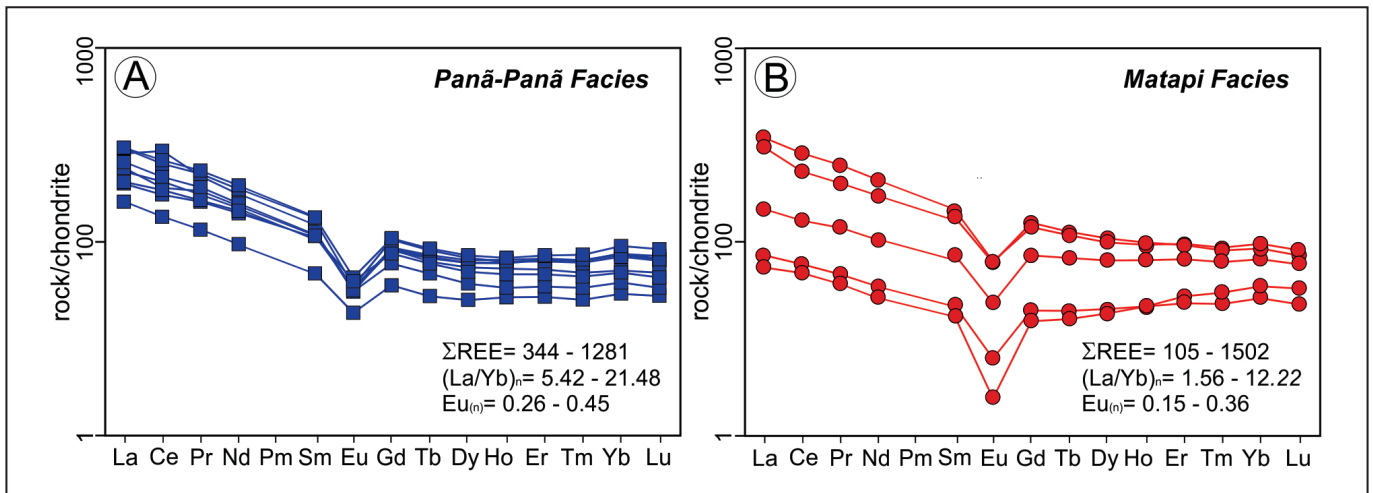 A
Panã-Panã Facies
1000
100
1
rock/chondrite
ΣREE= 344 - 1281
(La/Yb)n= 5.42 - 21.48
Eu(n)= 0.26 - 0.45
La Ce Pr Nd Pm Sm Eu Gd Tb Dy Ho Er Tm Yb Lu
B
Matapi Facies
1000
100
1
rock/chondrite
ΣREE= 105 - 1502
(La/Yb)n= 1.56 - 12.22
Eu(n)= 0.15 - 0.36
La Ce Pr Nd Pm Sm Eu Gd Tb Dy Ho Er Tm Yb Lu